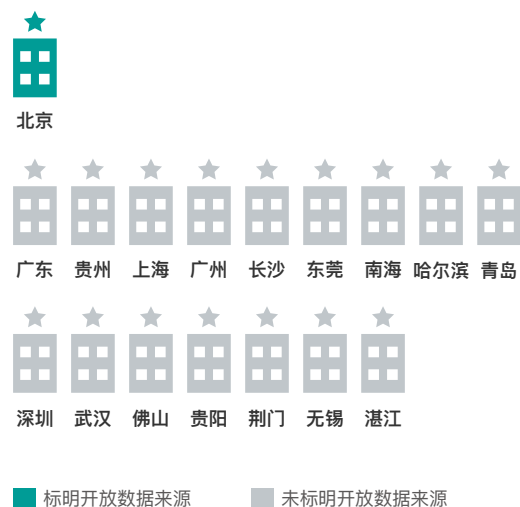 北京
广东 贵州 上海 广州 长沙 东莞 南海 哈尔滨 青岛
深圳 武汉 佛山 贵阳 荆门 无锡 湛江
标明开放数据来源 未标明开放数据来源